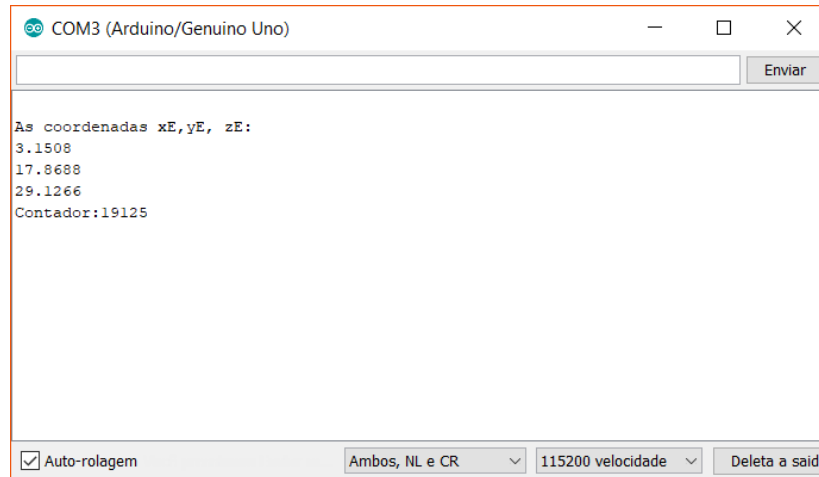 COM3 (Arduino/Genuino Uno)
Enviar
As coordenadas xE,yE, zE:
3.1508
17.8688
29.1266
Contador:19125
Auto-rolagem
Ambos, NL e CR
115200 velocidade
Deleta a said